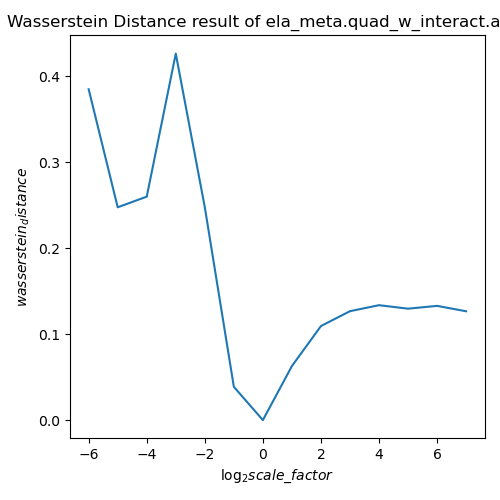 Wasserstein Distance result of ela_meta.quad_w_interact.a
0.4
0.3
0.2
0.1
0.0
wasserstein_distance
−6 −4 −2 0 2 4 6
log₂scale_factor